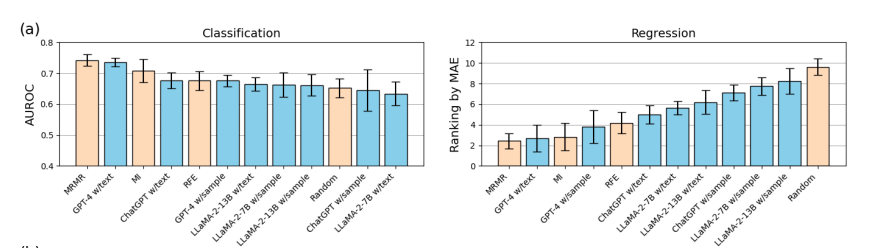 (a)
Classification
AUROC
0.8
0.7
0.6
0.5
0.4
MRMR
GPT-4 w/text
MI
ChatGPT w/text
RFE
GPT-4 w/sample
LLaMA-2-13B w/text
LLaMA-2-7B w/sample
LLaMA-2-13B w/sample
Random
ChatGPT w/sample
LLaMA-2-7B w/text
Regression
Ranking by MAE
12
10
8
6
4
2
0
MRMR
GPT-4 w/text
MI
GPT-4 w/sample
RFE
ChatGPT w/text
LLaMA-2-7B w/text
LLaMA-2-13B w/text
ChatGPT w/sample
LLaMA-2-7B w/sample
LLaMA-2-13B w/sample
Random